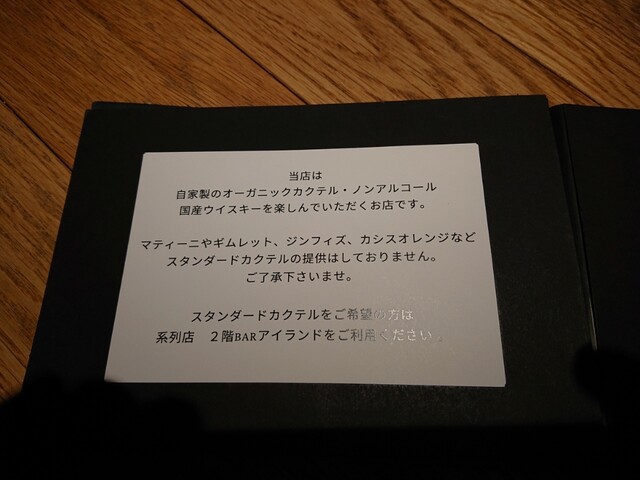 当店は
自家製のオーガニックカクテル・ノンアルコール
国産ウイスキーを楽しんでいただくお店です。
マティーニやギムレット、ジンフィズ、カシスオレンジなど
スタンダードカクテルの提供はしておりません。
ご了承下さいませ。
スタンダードカクテルをご希望の方は
系列店　２階BARアイランドをご利用ください。